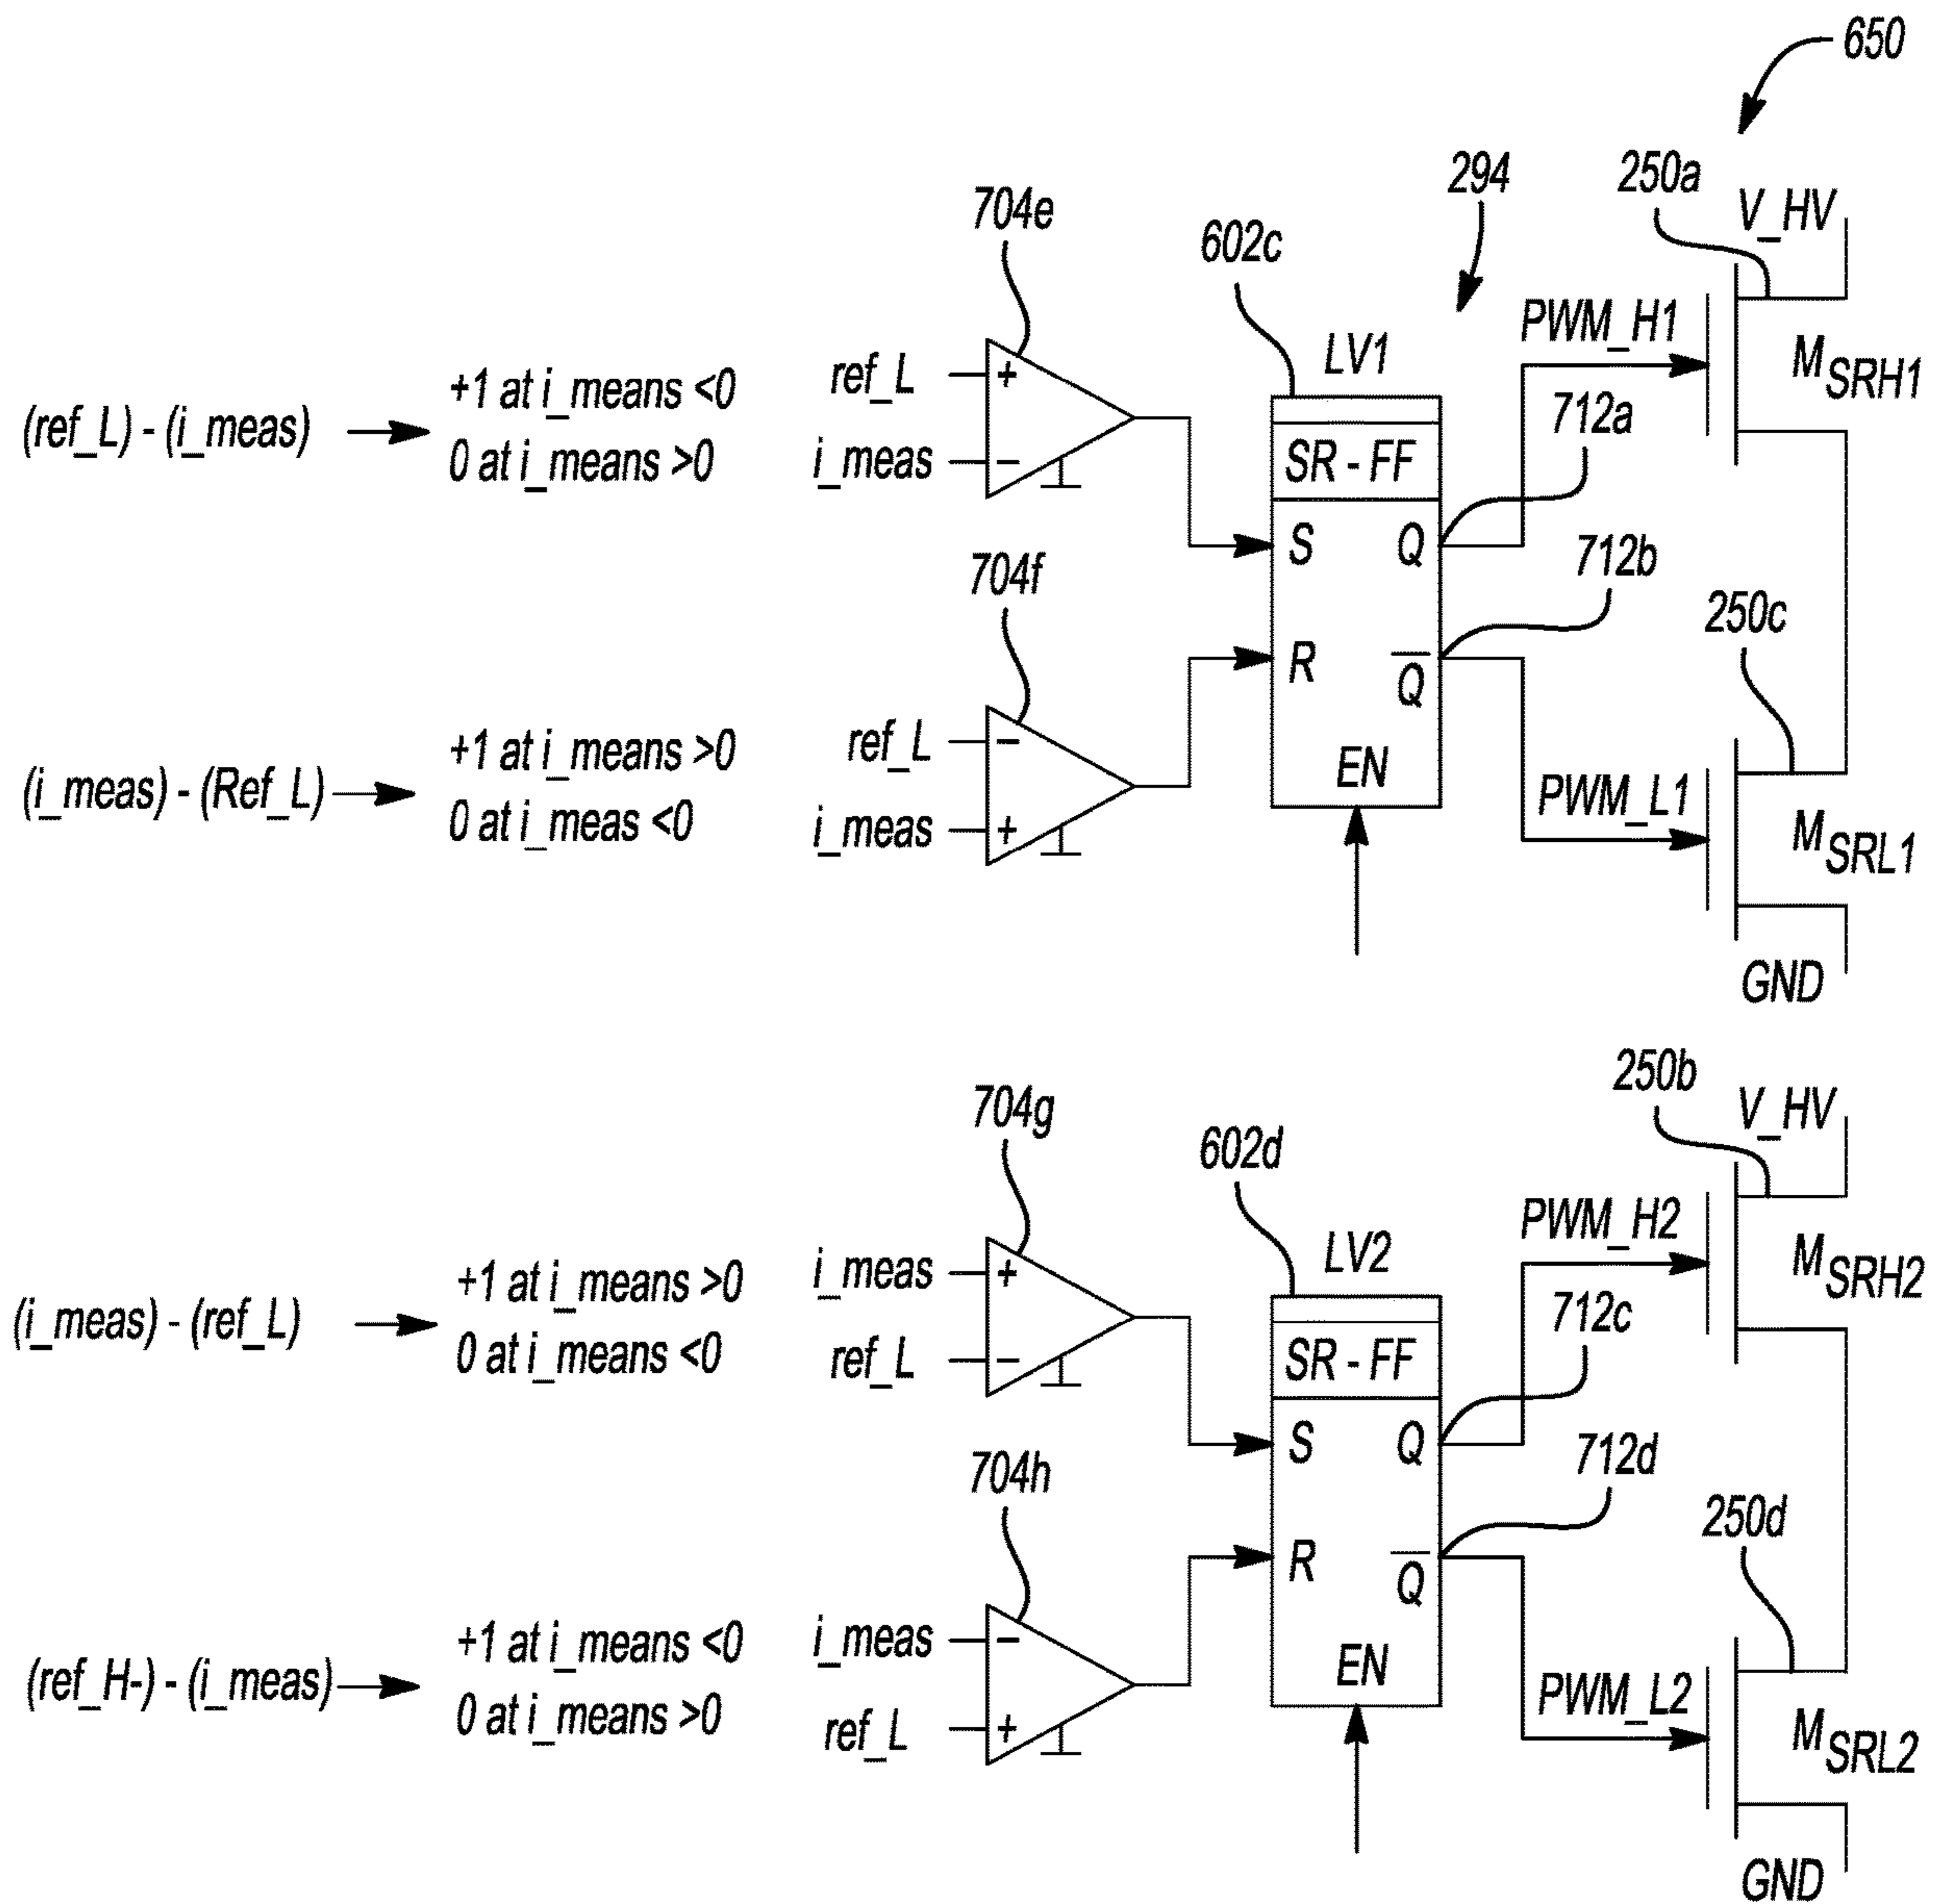 650
294
250a
V_HV
704e
602c
LV1
PWM_H1
M SRH1
712a
ref_L
+
i_meas
−
(ref_L) - (i_meas)
+1 at i_means <0
0 at i_means >0
SR - FF
S
Q
R
Q
EN
712b
704f
250c
ref_L
−
i_meas
+
(i_meas) - (Ref_L)
+1 at i_means >0
0 at i_meas <0
PWM_L1
M SRL1
GND
250b
V_HV
704g
602d
LV2
PWM_H2
M SRH2
712c
i_meas
+
ref_L
−
(i_meas) - (ref_L)
+1 at i_means >0
0 at i_means <0
SR - FF
S
Q
R
Q
EN
712d
704h
250d
i_meas
−
ref_L
+
(ref_H-) - (i_meas)
+1 at i_means <0
0 at i_means >0
PWM_L2
M SRL2
GND